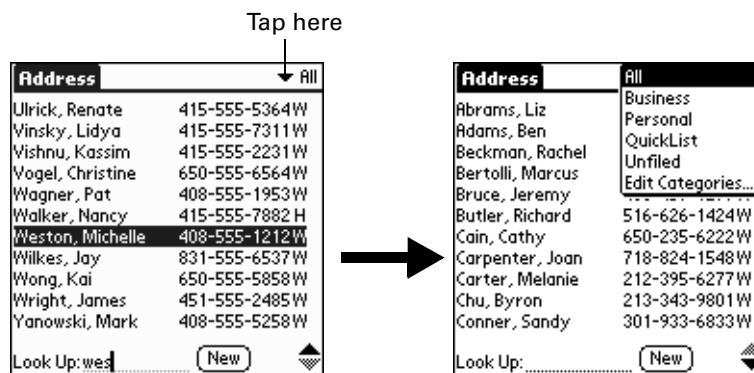 Tap here
Address All
Ulrick, Renate 415-555-5364W
Vinsky, Lidya 415-555-7311W
Vishnu, Kassim 415-555-2231W
Vogel, Christine 650-555-6564W
Wagner, Pat 408-555-1953W
Walker, Nancy 415-555-7882 H
Weston, Michelle 408-555-1212W
Wilkes, Jay 831-555-6537W
Wong, Kai 650-555-5858W
Wright, James 451-555-2485W
Yanowski, Mark 408-555-5258W
Look Up: wes New
Address All
Business
Abrams, Liz Personal
Adams, Ben QuickList
Beckman, Rachel Unfiled
Bertolli, Marcus Edit Categories...
Bruce, Jeremy
Butler, Richard 516-626-1424W
Cain, Cathy 650-235-6222W
Carpenter, Joan 718-824-1548W
Carter, Melanie 212-395-6277W
Chu, Byron 213-343-9801W
Conner, Sandy 301-933-6833W
Look Up: New